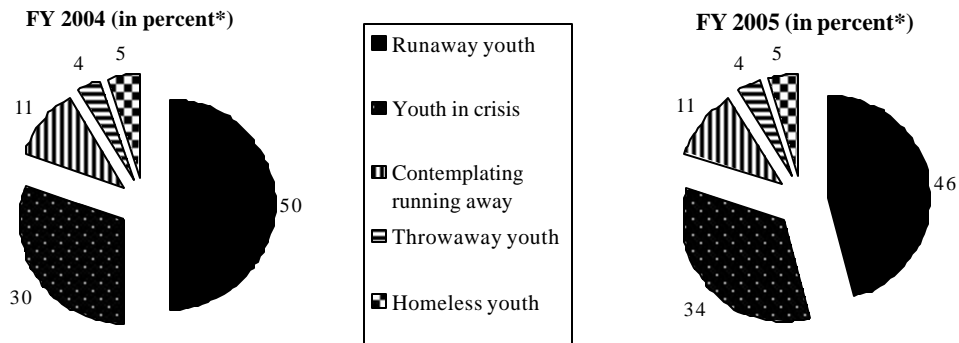 FY 2004 (in percent*)
5
4
11
50
30
Runaway youth
Youth in crisis
Contemplating
running away
Throwaway youth
Homeless youth
FY 2005 (in percent*)
5
4
11
46
34